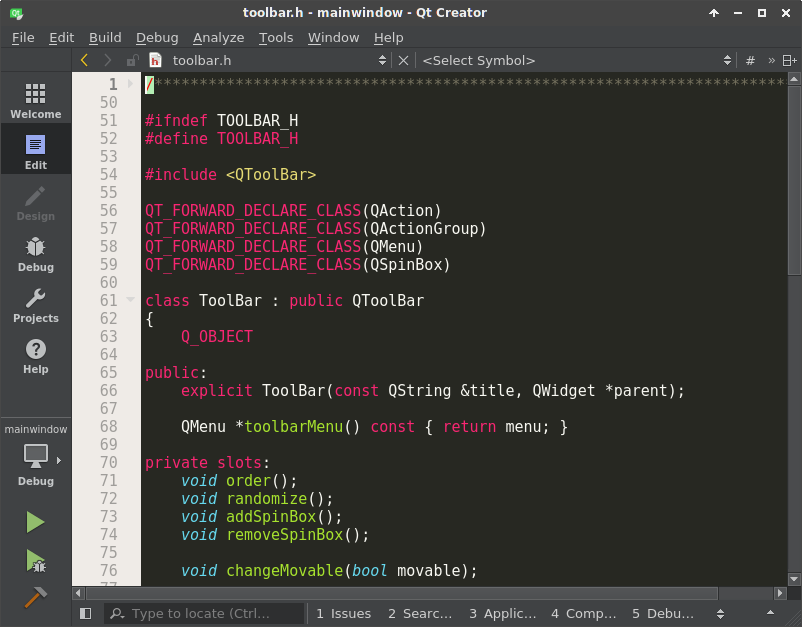 toolbar.h - mainwindow - Qt Creator
File Edit Build Debug Analyze Tools Window Help
toolbar.h <Select Symbol> # »
Welcome
Edit
Design
Debug
Projects
Help
mainwindow
Debug
1 /***********************************************************************
50
51 #ifndef TOOLBAR_H
52 #define TOOLBAR_H
53
54 #include <QToolBar>
55
56 QT_FORWARD_DECLARE_CLASS(QAction)
57 QT_FORWARD_DECLARE_CLASS(QActionGroup)
58 QT_FORWARD_DECLARE_CLASS(QMenu)
59 QT_FORWARD_DECLARE_CLASS(QSpinBox)
60
61 class ToolBar : public QToolBar
62 {
63     Q_OBJECT
64
65 public:
66     explicit ToolBar(const QString &title, QWidget *parent);
67
68     QMenu *toolbarMenu() const { return menu; }
69
70 private slots:
71     void order();
72     void randomize();
73     void addSpinBox();
74     void removeSpinBox();
75
76     void changeMovable(bool movable);
77
Type to locate (Ctrl... 1 Issues 2 Searc... 3 Applic... 4 Comp... 5 Debu...